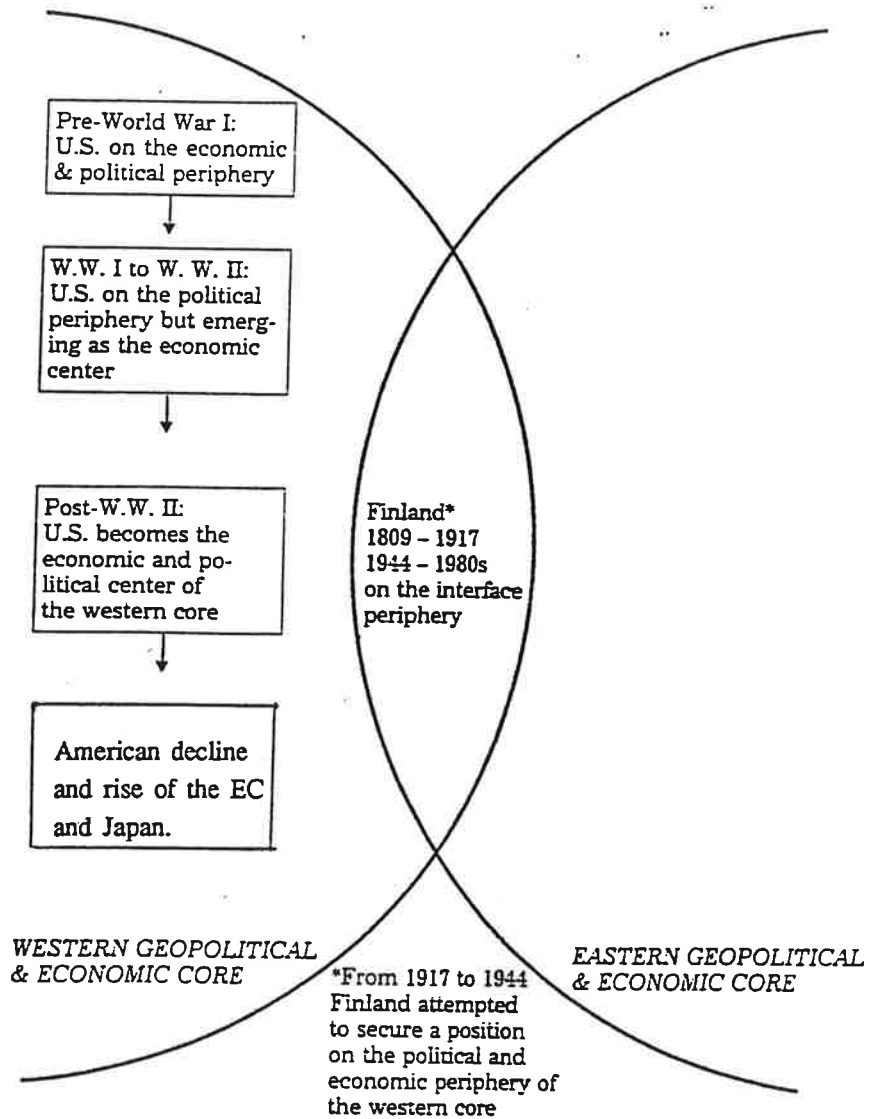 Pre-World War I:
U.S. on the economic
& political periphery
W.W. I to W. W. II:
U.S. on the political
periphery but emerg-
ing as the economic
center
Post-W.W. II:
U.S. becomes the
economic and po-
litical center of
the western core
American decline
and rise of the EC
and Japan.
Finland*
1809 – 1917
1944 – 1980s
on the interface
periphery
WESTERN GEOPOLITICAL
& ECONOMIC CORE
*From 1917 to 1944
Finland attempted
to secure a position
on the political and
economic periphery of
the western core
EASTERN GEOPOLITICAL
& ECONOMIC CORE